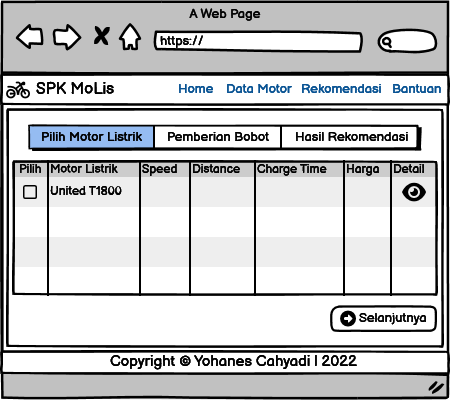 A Web Page
https://
SPK MoLis Home Data Motor Rekomendasi Bantuan
Pilih Motor Listrik Pemberian Bobot Hasil Rekomendasi
Pilih Motor Listrik Speed Distance Charge Time Harga Detail
United T1800
Selanjutnya
Copyright © Yohanes Cahyadi | 2022